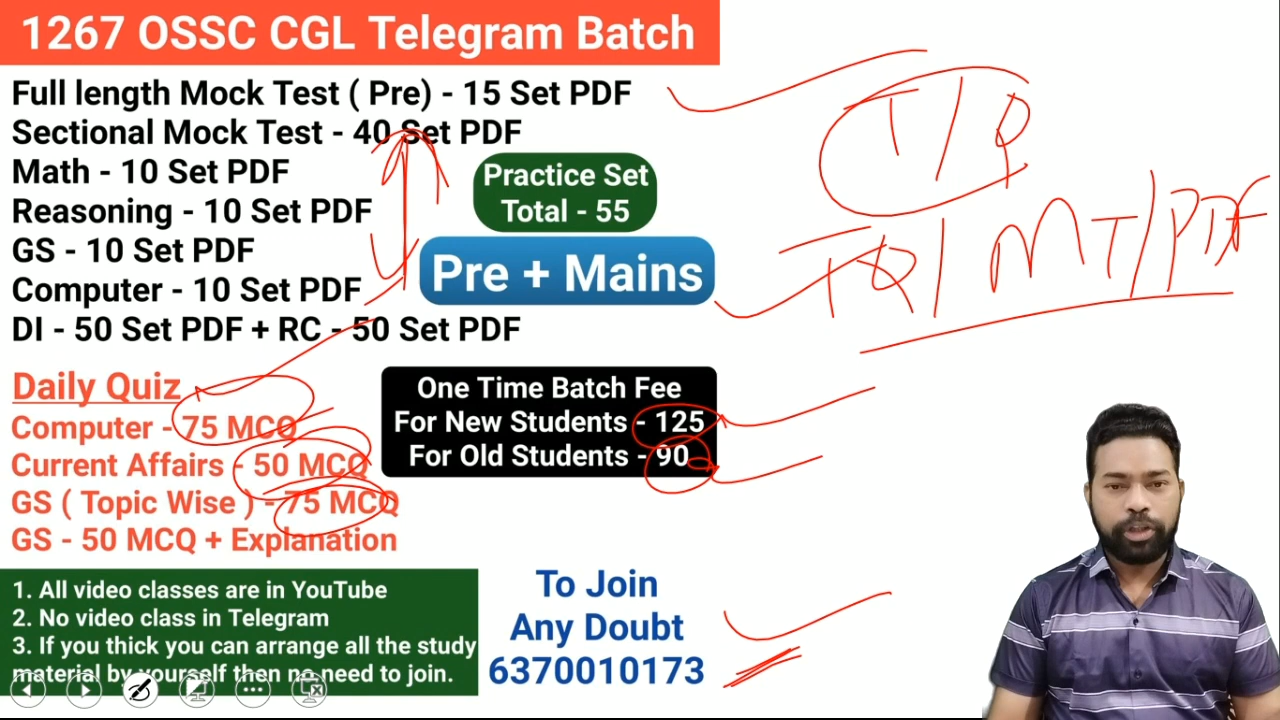 1267 OSSC CGL Telegram Batch
Full length Mock Test ( Pre) - 15 Set PDF
Sectional Mock Test - 40 Set PDF
Math - 10 Set PDF
Reasoning - 10 Set PDF
GS - 10 Set PDF
Computer - 10 Set PDF
DI - 50 Set PDF + RC - 50 Set PDF
Practice Set
Total - 55
Pre + Mains
T/Q
TQ/MT/PDF
Daily Quiz
Computer - 75 MCQ
Current Affairs - 50 MCQ
GS ( Topic Wise ) - 75 MCQ
GS - 50 MCQ + Explanation
One Time Batch Fee
For New Students - 125
For Old Students - 90
1. All video classes are in YouTube
2. No video class in Telegram
3. If you thick you can arrange all the study
material by yourself then no need to join.
To Join
Any Doubt
6370010173